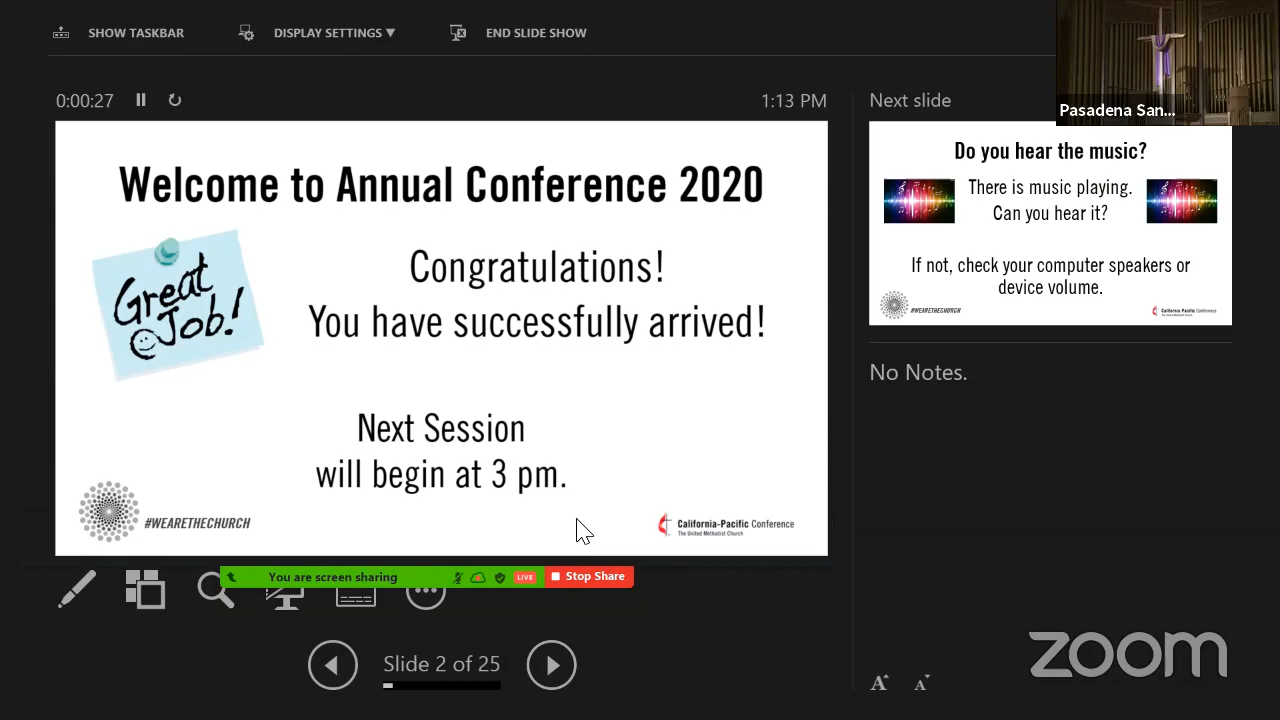 SHOW TASKBAR
DISPLAY SETTINGS ▼
END SLIDE SHOW
Pasadena San...
0:00:27
1:13 PM
Next slide
Welcome to Annual Conference 2020
Great
Job!
Congratulations!
You have successfully arrived!
Next Session
will begin at 3 pm.
#WEARETHECHURCH
California-Pacific Conference
The United Methodist Church
Do you hear the music?
There is music playing.
Can you hear it?
If not, check your computer speakers or
device volume.
#WEARETHECHURCH
California-Pacific Conference
The United Methodist Church
No Notes.
You are screen sharing
LIVE
Stop Share
Slide 2 of 25
A A
zoom